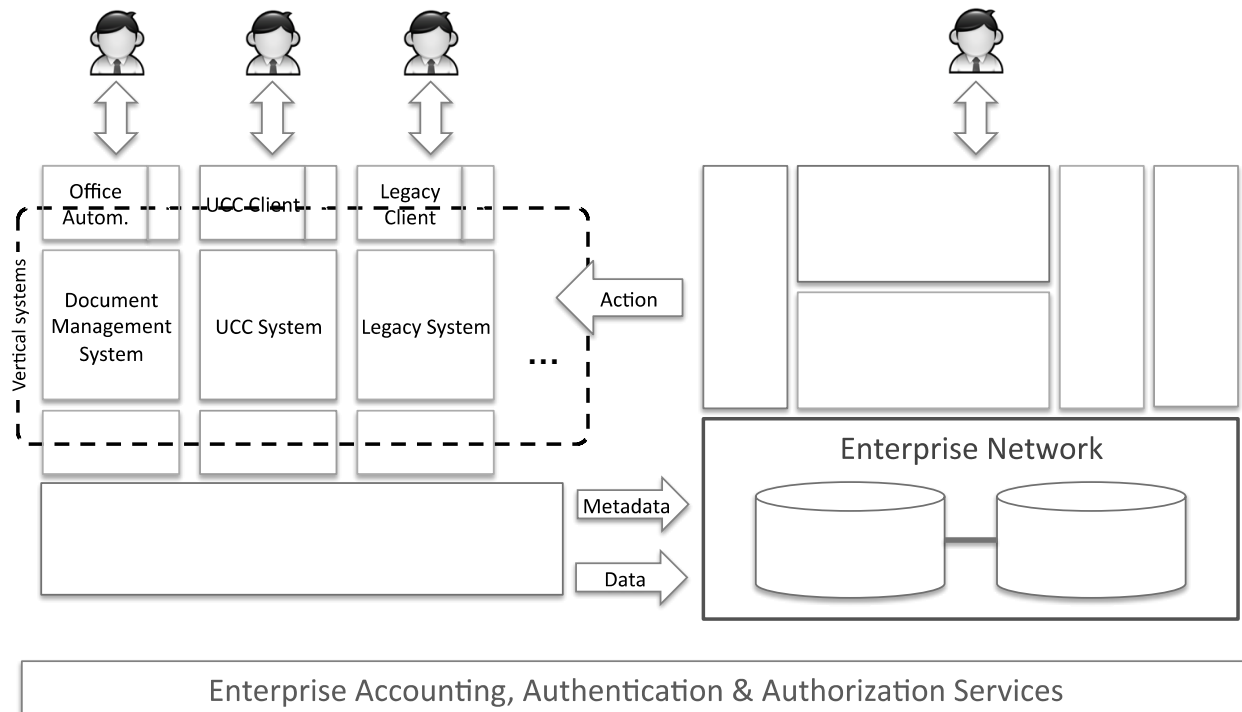 Office
Autom.
UCC Client
Legacy
Client
Vertical systems
Document
Management
System
UCC System
Legacy System
...
Action
Enterprise Network
Metadata
Data
Enterprise Accounting, Authentication & Authorization Services